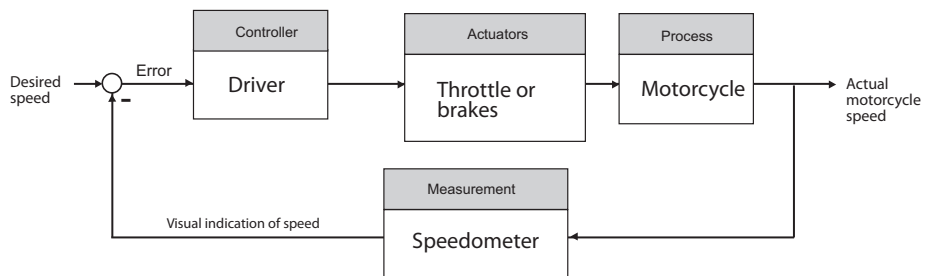 Controller
Actuators
Process
Desired
speed
Error
Driver
Throttle or
brakes
Motorcycle
Actual
motorcycle
speed
-
Measurement
Visual indication of speed
Speedometer